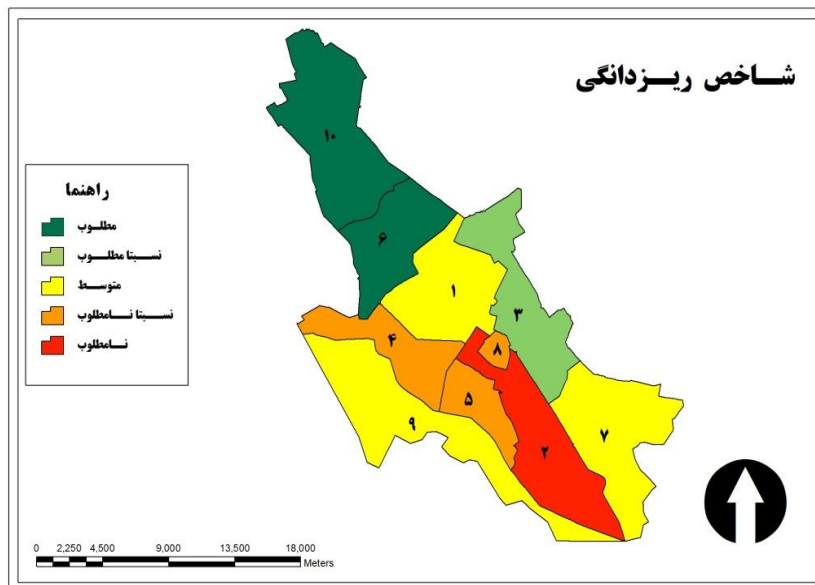 شاخص ریزدانگی
راهنما
مطلوب
نسبتا مطلوب
متوسط
نسبتا نامطلوب
نامطلوب
۱۰
۶
۱
۳
۴
۸
۵
۹
۲
۷
0 2,250 4,500 9,000 13,500 18,000
Meters